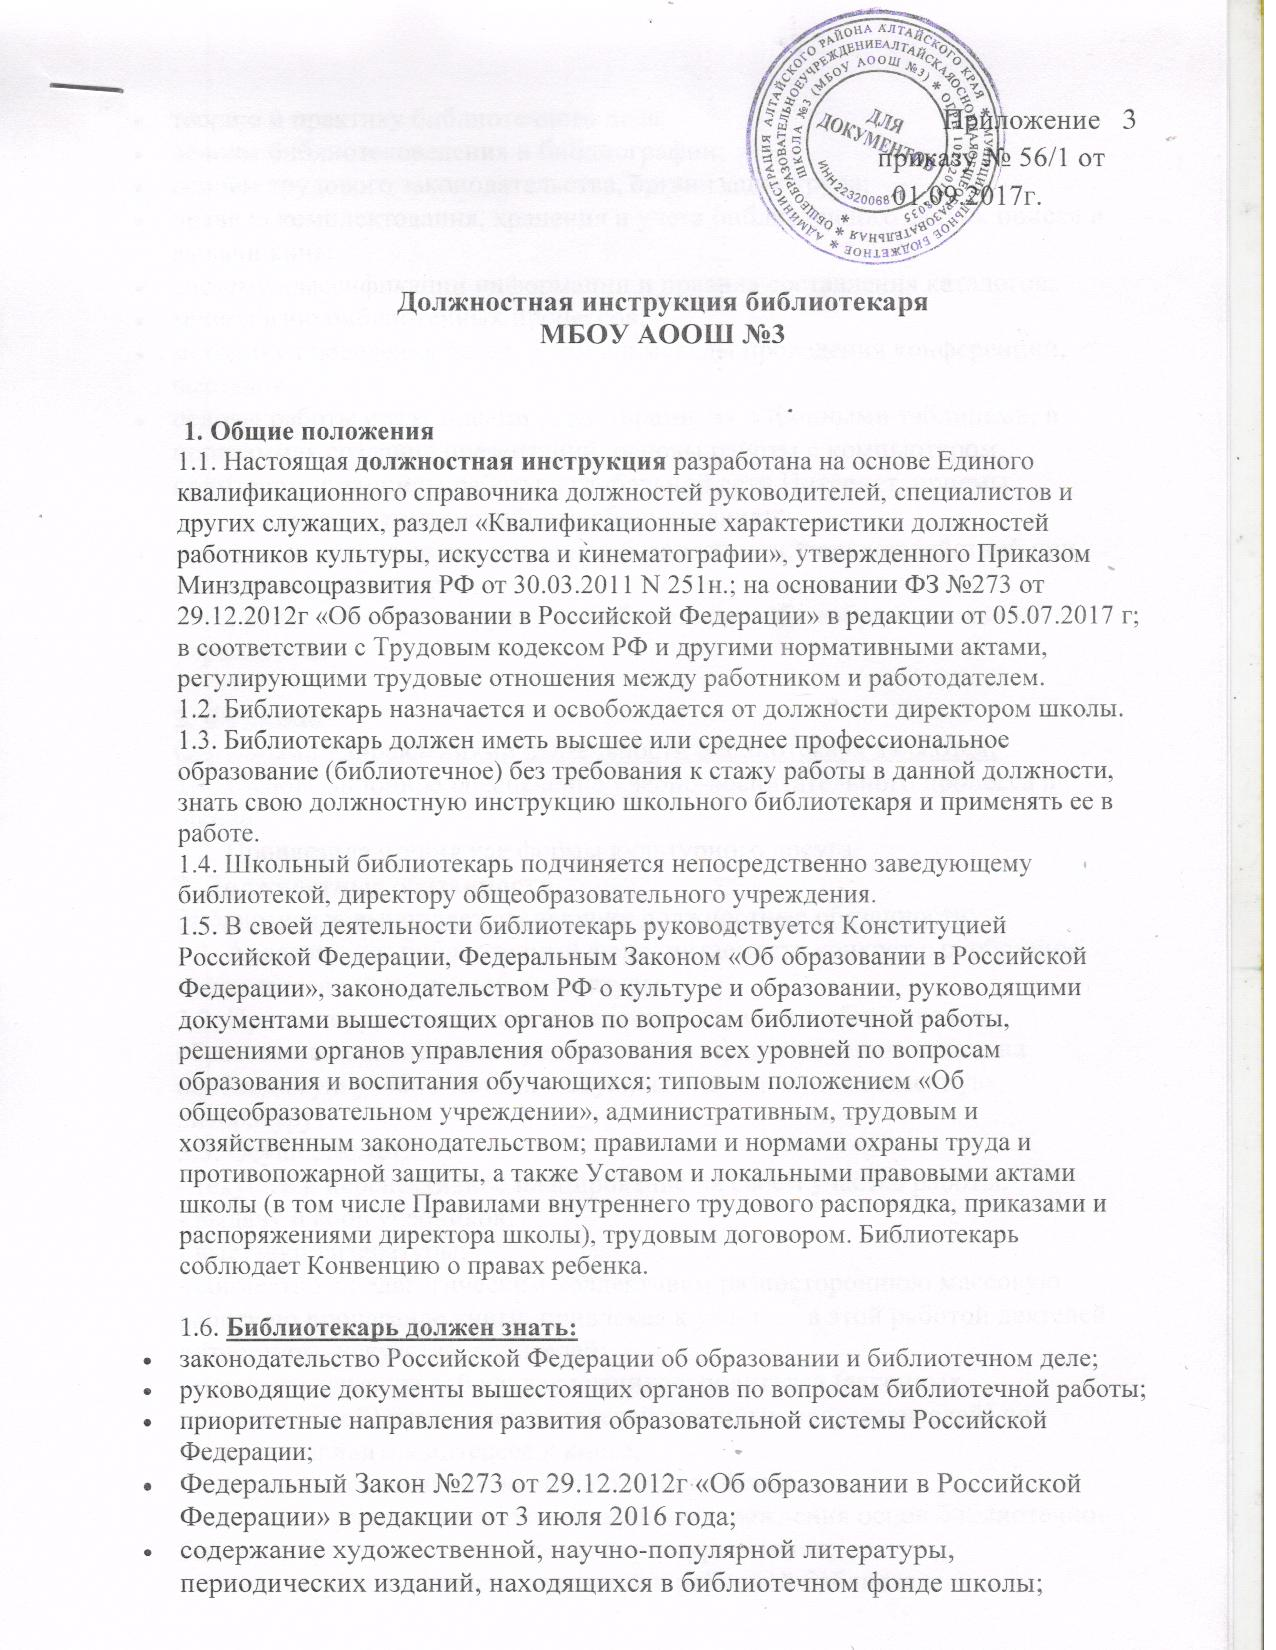 Приложение 3
приказу № 56/1 от
01.09.2017г.
ДЛЯ
ДОКУМЕНТОВ
Должностная инструкция библиотекаря
МБОУ АООШ №3
1. Общие положения
1.1. Настоящая должностная инструкция разработана на основе Единого
квалификационного справочника должностей руководителей, специалистов и
других служащих, раздел «Квалификационные характеристики должностей
работников культуры, искусства и кинематографии», утвержденного Приказом
Минздравсоцразвития РФ от 30.03.2011 N 251н.; на основании ФЗ №273 от
29.12.2012г «Об образовании в Российской Федерации» в редакции от 05.07.2017 г;
в соответствии с Трудовым кодексом РФ и другими нормативными актами,
регулирующими трудовые отношения между работником и работодателем.
1.2. Библиотекарь назначается и освобождается от должности директором школы.
1.3. Библиотекарь должен иметь высшее или среднее профессиональное
образование (библиотечное) без требования к стажу работы в данной должности,
знать свою должностную инструкцию школьного библиотекаря и применять ее в
работе.
1.4. Школьный библиотекарь подчиняется непосредственно заведующему
библиотекой, директору общеобразовательного учреждения.
1.5. В своей деятельности библиотекарь руководствуется Конституцией
Российской Федерации, Федеральным Законом «Об образовании в Российской
Федерации», законодательством РФ о культуре и образовании, руководящими
документами вышестоящих органов по вопросам библиотечной работы,
решениями органов управления образования всех уровней по вопросам
образования и воспитания обучающихся; типовым положением «Об
общеобразовательном учреждении», административным, трудовым и
хозяйственным законодательством; правилами и нормами охраны труда и
противопожарной защиты, а также Уставом и локальными правовыми актами
школы (в том числе Правилами внутреннего трудового распорядка, приказами и
распоряжениями директора школы), трудовым договором. Библиотекарь
соблюдает Конвенцию о правах ребенка.
1.6. Библиотекарь должен знать:
• законодательство Российской Федерации об образовании и библиотечном деле;
• руководящие документы вышестоящих органов по вопросам библиотечной работы;
• приоритетные направления развития образовательной системы Российской
Федерации;
• Федеральный Закон №273 от 29.12.2012г «Об образовании в Российской
Федерации» в редакции от 3 июля 2016 года;
• содержание художественной, научно-популярной литературы,
периодических изданий, находящихся в библиотечном фонде школы;